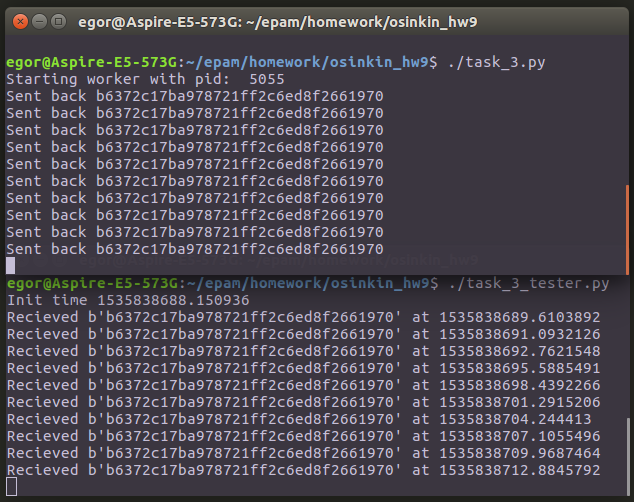 egor@Aspire-E5-573G: ~/epam/homework/osinkin_hw9
egor@Aspire-E5-573G:~/epam/homework/osinkin_hw9$ ./task_3.py
Starting worker with pid:  5055
Sent back b6372c17ba978721ff2c6ed8f2661970
Sent back b6372c17ba978721ff2c6ed8f2661970
Sent back b6372c17ba978721ff2c6ed8f2661970
Sent back b6372c17ba978721ff2c6ed8f2661970
Sent back b6372c17ba978721ff2c6ed8f2661970
Sent back b6372c17ba978721ff2c6ed8f2661970
Sent back b6372c17ba978721ff2c6ed8f2661970
Sent back b6372c17ba978721ff2c6ed8f2661970
Sent back b6372c17ba978721ff2c6ed8f2661970
Sent back b6372c17ba978721ff2c6ed8f2661970
egor@Aspire-E5-573G:~/epam/homework/osinkin_hw9$ ./task_3_tester.py
Init time 1535838688.150936
Recieved b'b6372c17ba978721ff2c6ed8f2661970' at 1535838689.6103892
Recieved b'b6372c17ba978721ff2c6ed8f2661970' at 1535838691.0932126
Recieved b'b6372c17ba978721ff2c6ed8f2661970' at 1535838692.7621548
Recieved b'b6372c17ba978721ff2c6ed8f2661970' at 1535838695.5885491
Recieved b'b6372c17ba978721ff2c6ed8f2661970' at 1535838698.4392266
Recieved b'b6372c17ba978721ff2c6ed8f2661970' at 1535838701.2915206
Recieved b'b6372c17ba978721ff2c6ed8f2661970' at 1535838704.244413
Recieved b'b6372c17ba978721ff2c6ed8f2661970' at 1535838707.1055496
Recieved b'b6372c17ba978721ff2c6ed8f2661970' at 1535838709.9687464
Recieved b'b6372c17ba978721ff2c6ed8f2661970' at 1535838712.8845792